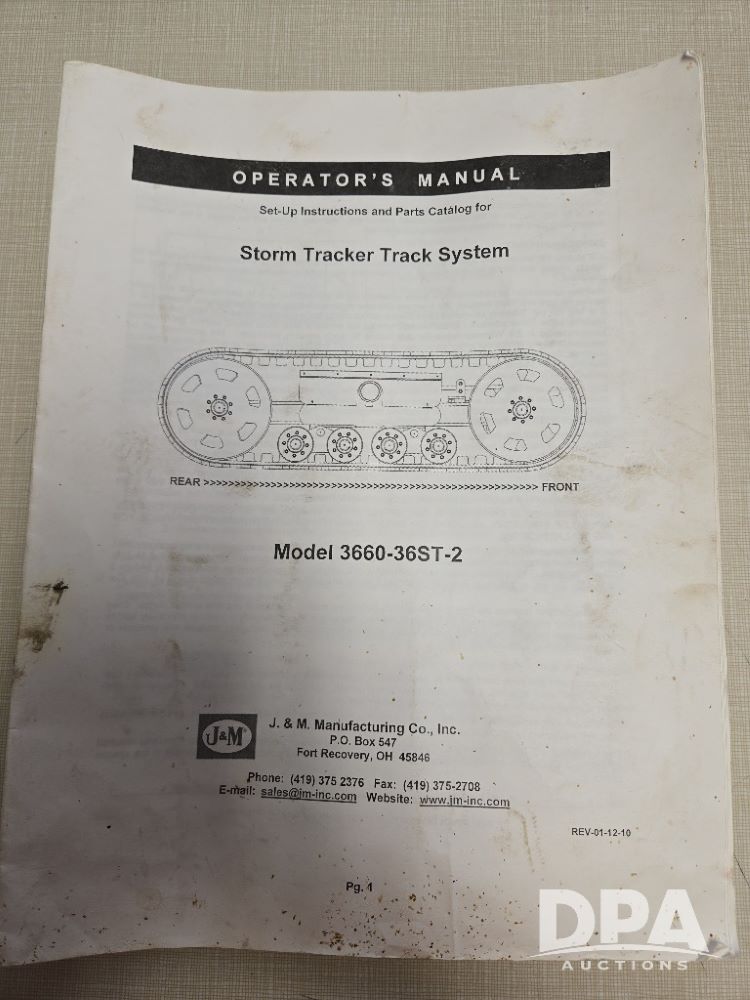 OPERATOR'S MANUAL
Set-Up Instructions and Parts Catalog for
Storm Tracker Track System
REAR >>>>>>>>>>>>>>>>>>>>>>>>>>>>>>>>>>>>>>>>>>>>>>>>>>>>>>>> FRONT
Model 3660-36ST-2
J&M®
J. & M. Manufacturing Co., Inc.
P.O. Box 547
Fort Recovery, OH 45846
Phone: (419) 375 2376 Fax: (419) 375-2708
E-mail: sales@jm-inc.com Website: www.jm-inc.com
REV-01-12-10
Pg. 1
DPA
AUCTIONS